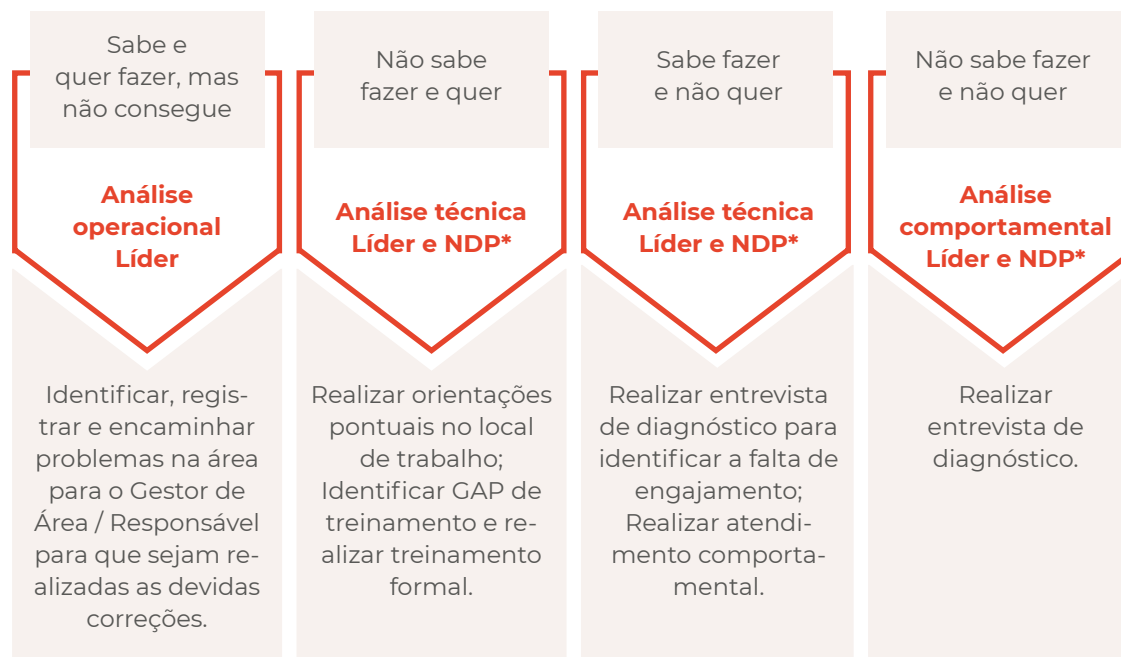 Sabe e
quer fazer, mas
não consegue
Análise
operacional
Líder
Identificar, regis-
trar e encaminhar
problemas na área
para o Gestor de
Área / Responsável
para que sejam re-
alizadas as devidas
correções.
Não sabe
fazer e quer
Análise técnica
Líder e NDP*
Realizar orientações
pontuais no local
de trabalho;
Identificar GAP de
treinamento e re-
alizar treinamento
formal.
Sabe fazer
e não quer
Análise técnica
Líder e NDP*
Realizar entrevista
de diagnóstico para
identificar a falta de
engajamento;
Realizar atendi-
mento comporta-
mental.
Não sabe fazer
e não quer
Análise
comportamental
Líder e NDP*
Realizar
entrevista de
diagnóstico.